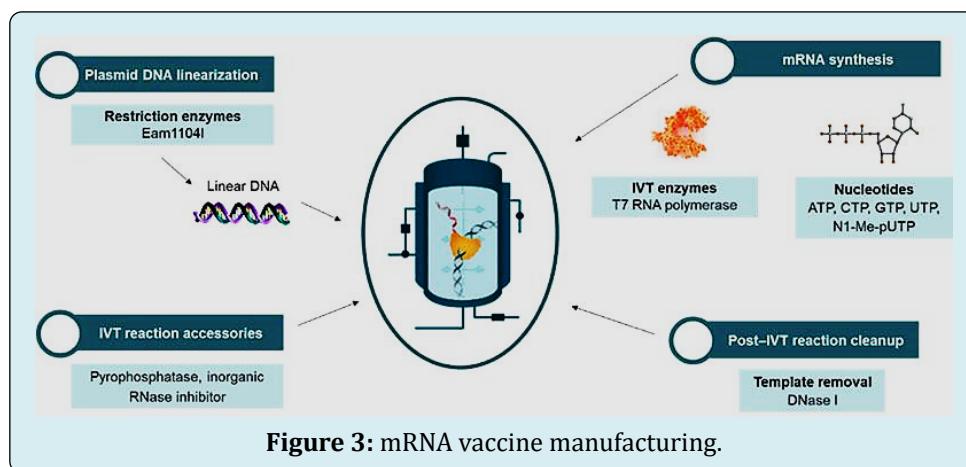 Plasmid DNA linearization
Restriction enzymes
Eam1104I
Linear DNA
mRNA synthesis
IVT enzymes
T7 RNA polymerase
Nucleotides
ATP, CTP, GTP, UTP,
N1-Me-pUTP
IVT reaction accessories
Pyrophosphatase, inorganic
RNase inhibitor
Post–IVT reaction cleanup
Template removal
DNase I
Figure 3: mRNA vaccine manufacturing.